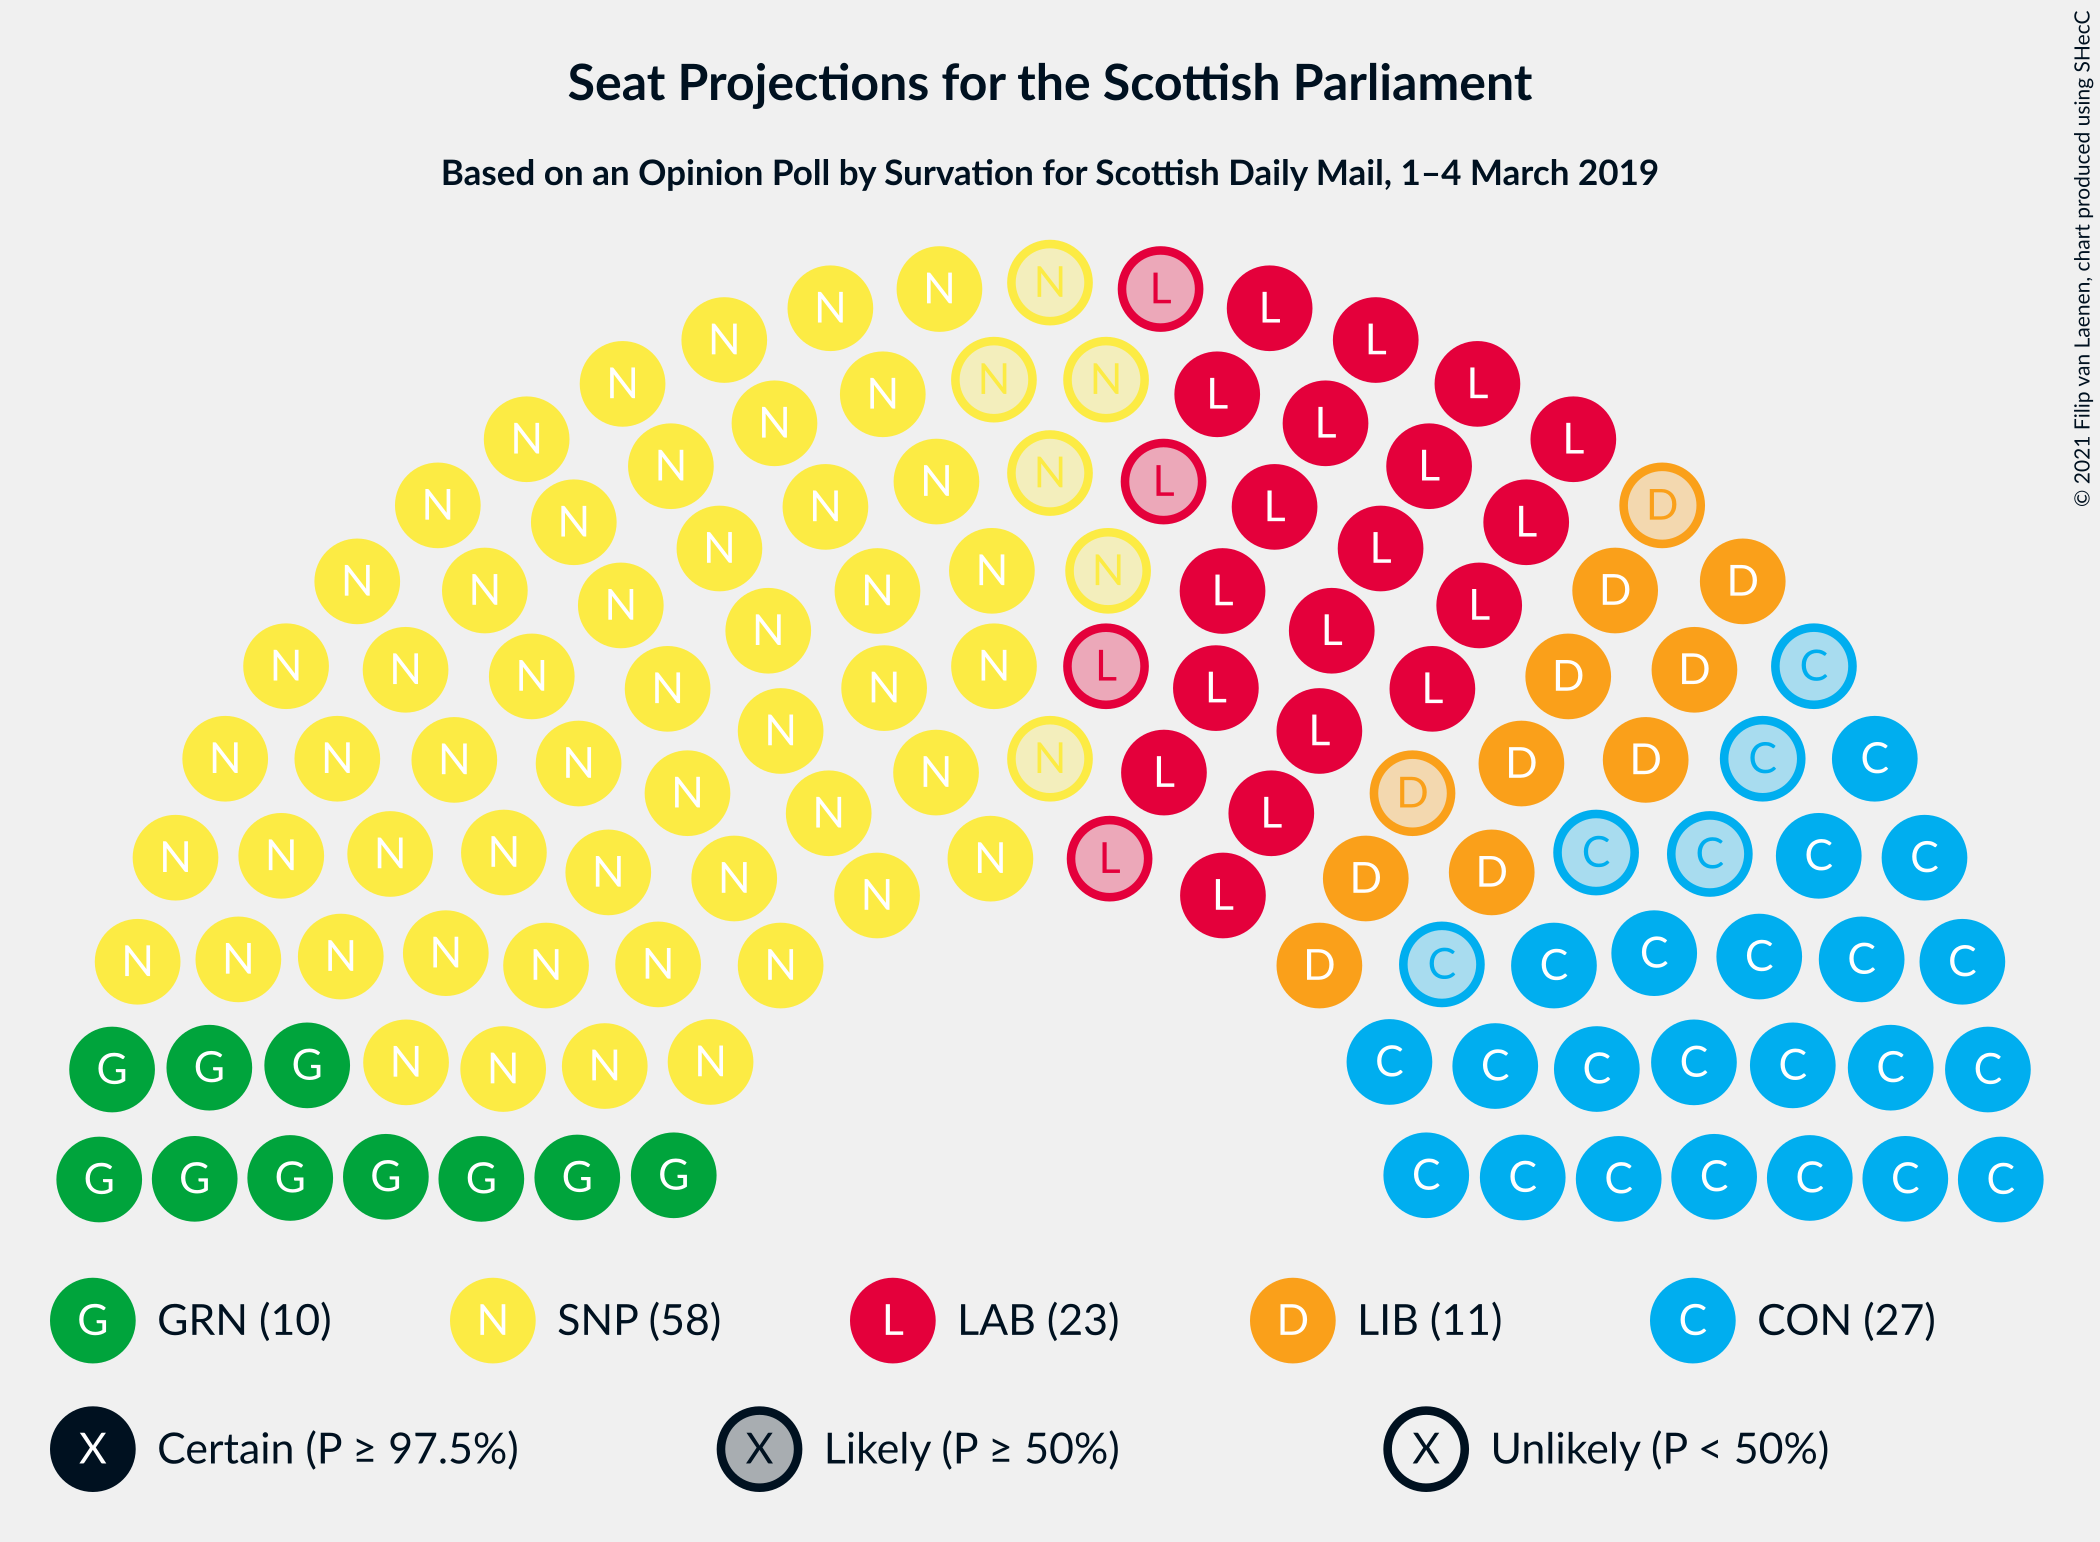 Seat Projections for the Scottish Parliament
Based on an Opinion Poll by Survation for Scottish Daily Mail, 1–4 March 2019
© 2021 Filip van Laenen, chart produced using SHecC
N N N L L
N N L L
N N N N L L
N N L L
N N N L L L
N N L L
N N N L L D
N N N L L D
N N N L L D
N N N N L L D D
N N N N L L D D C
N N L L
N N N N N L D D C C
N N L L D
N N N N C C C C
N N L D D
N N N L D C
N N N N N N N D C C C C C C
G G G N N N N C C C C C C C
G G G G G G G C C C C C C C
G GRN (10) N SNP (58) L LAB (23) D LIB (11) C CON (27)
X Certain (P ≥ 97.5%) X Likely (P ≥ 50%) X Unlikely (P < 50%)